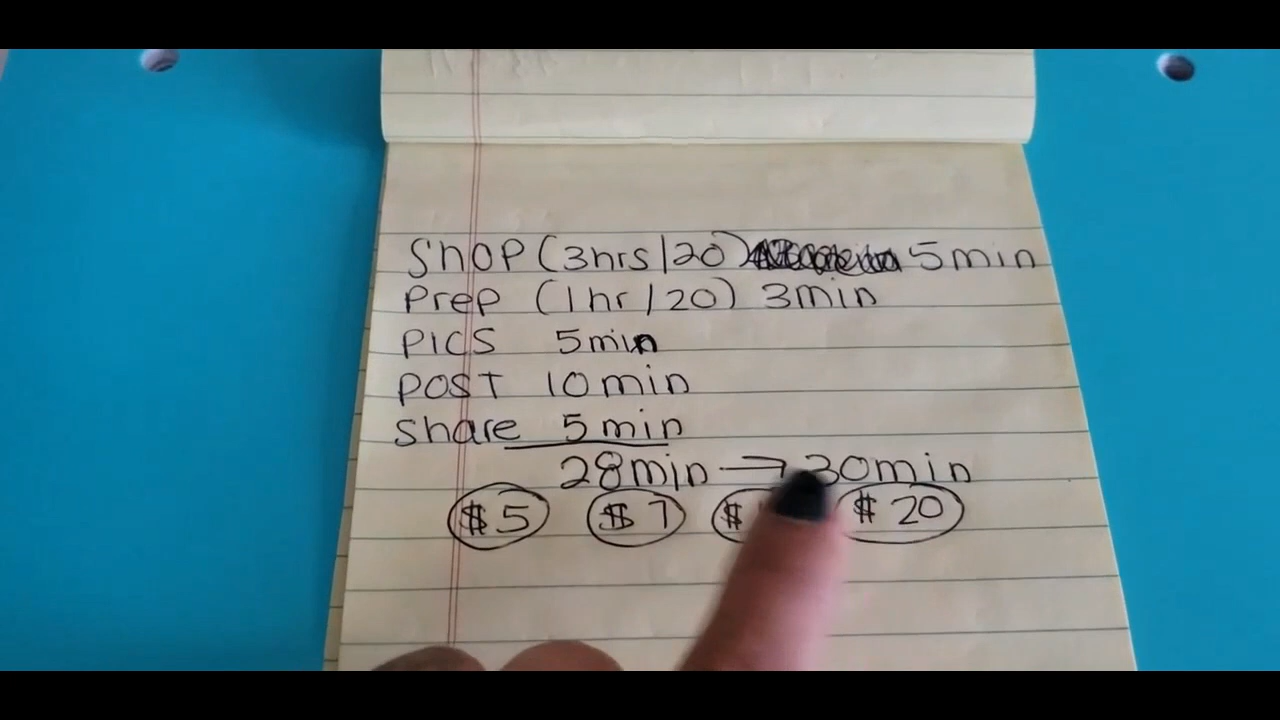 Shop (3hrs/20) 5min
Prep (1hr/20) 3min
PICS 5min
POST 10min
Share 5min
28min → 30min
$5 $7 $ $20